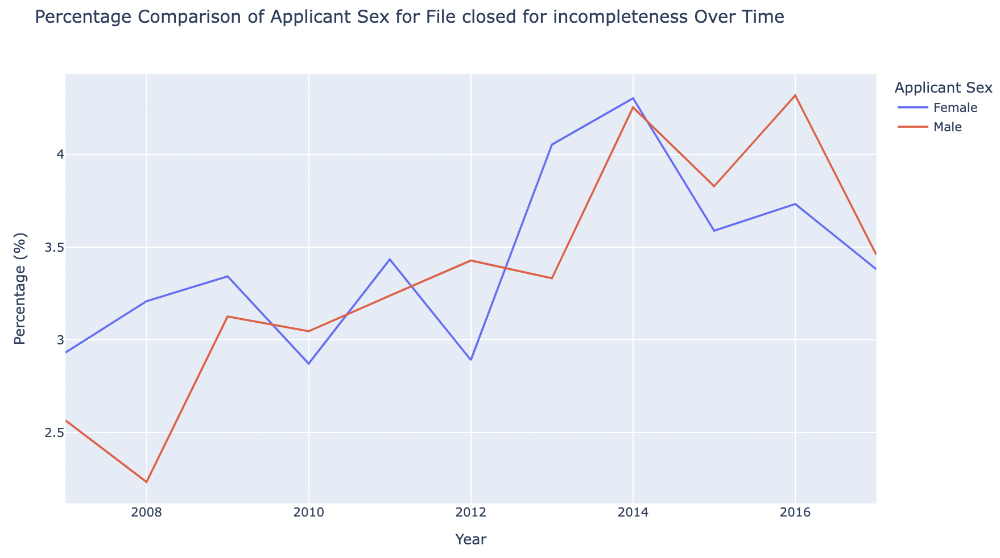 Percentage Comparison of Applicant Sex for File closed for incompleteness Over Time
Applicant Sex
Female
Male
4
3.5
3
2.5
Percentage (%)
2008
2010
2012
2014
2016
Year